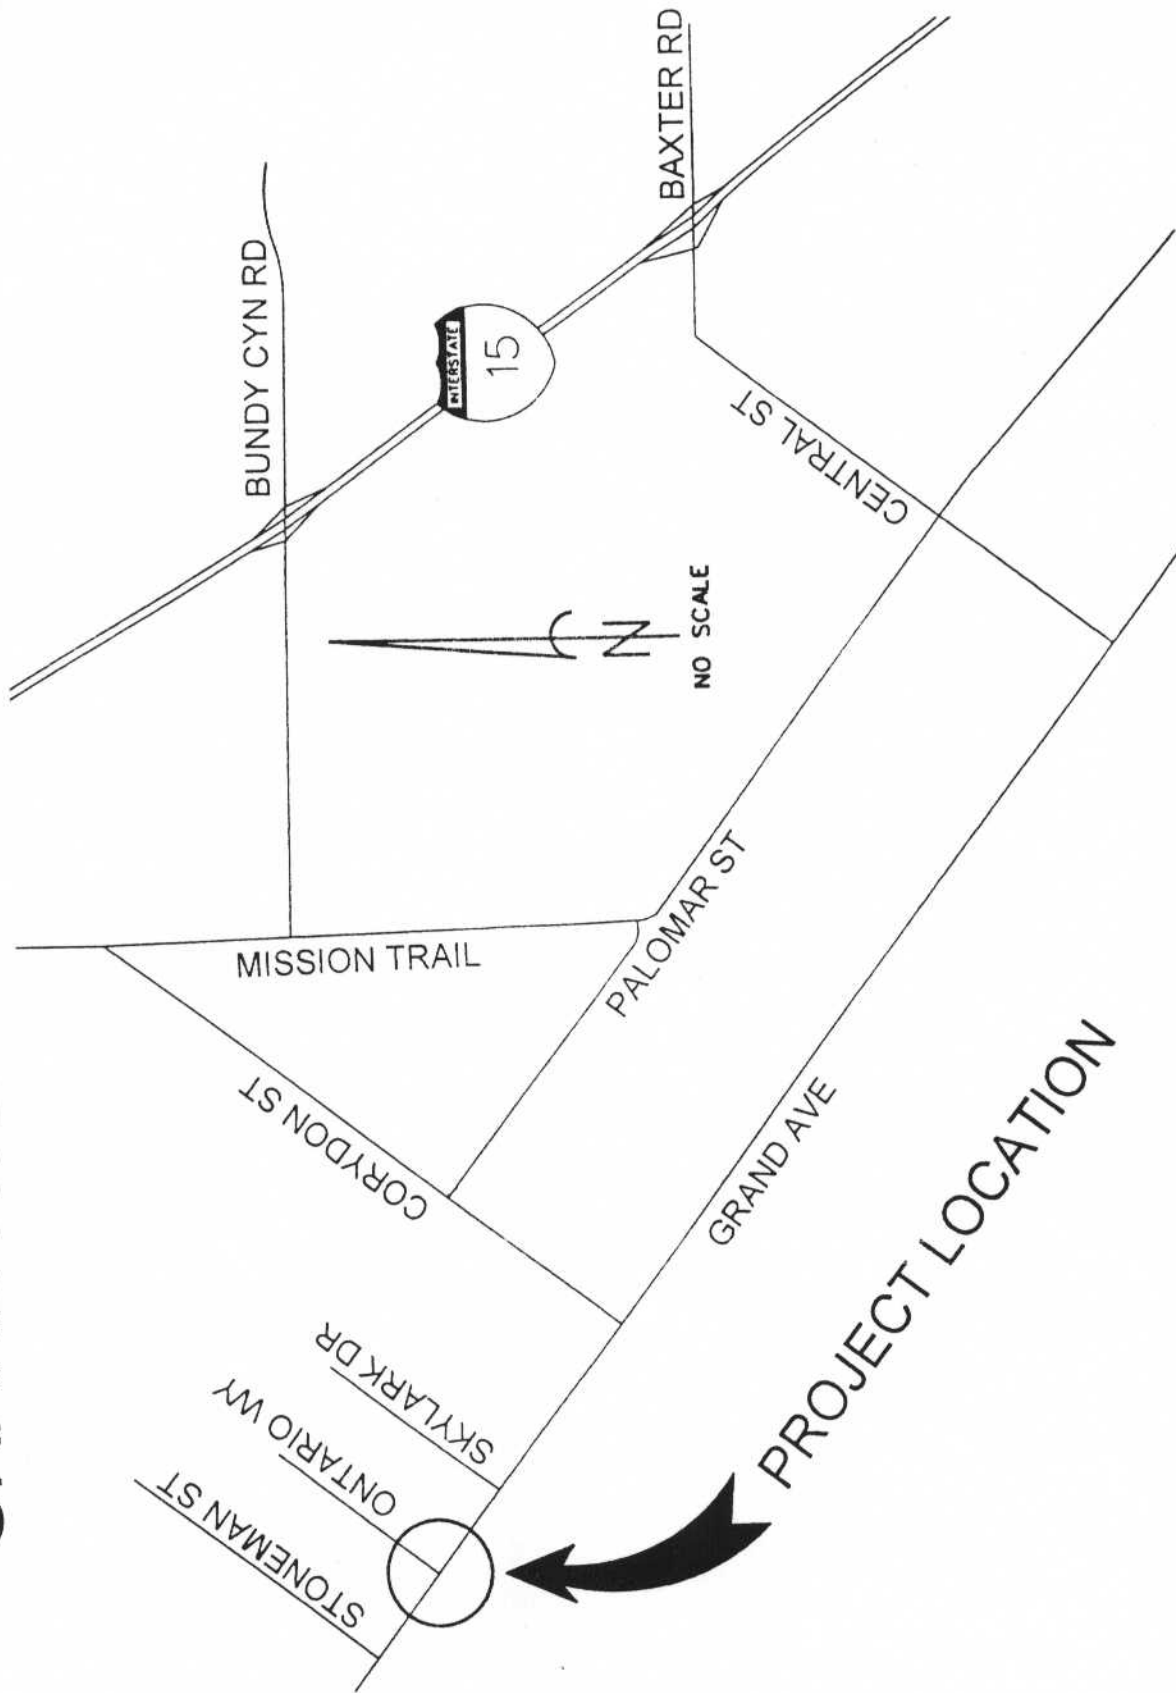 BAXTER RD
BUNDY CYN RD
INTERSTATE
15
CENTRAL ST
N
NO SCALE
PALOMAR ST
MISSION TRAIL
CORYDON ST
GRAND AVE
SKYLARK DR
ONTARIO WY
STONEMAN ST
PROJECT LOCATION